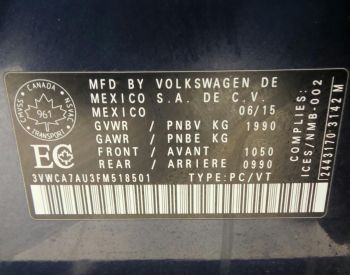 CANADA
961
TRANSPORT
MFD BY VOLKSWAGEN DE
MEXICO S.A. DE C.V.
MEXICO 06/15
GVWR / PNBV KG 1990
GAWR / PNBE KG
FRONT / AVANT 1050
REAR / ARRIERE 0990
3VWCA7AU3FM518501
TYPE:PC/VT
COMPLIES:
ICES/NMB-002
2443170-3142 M
EC